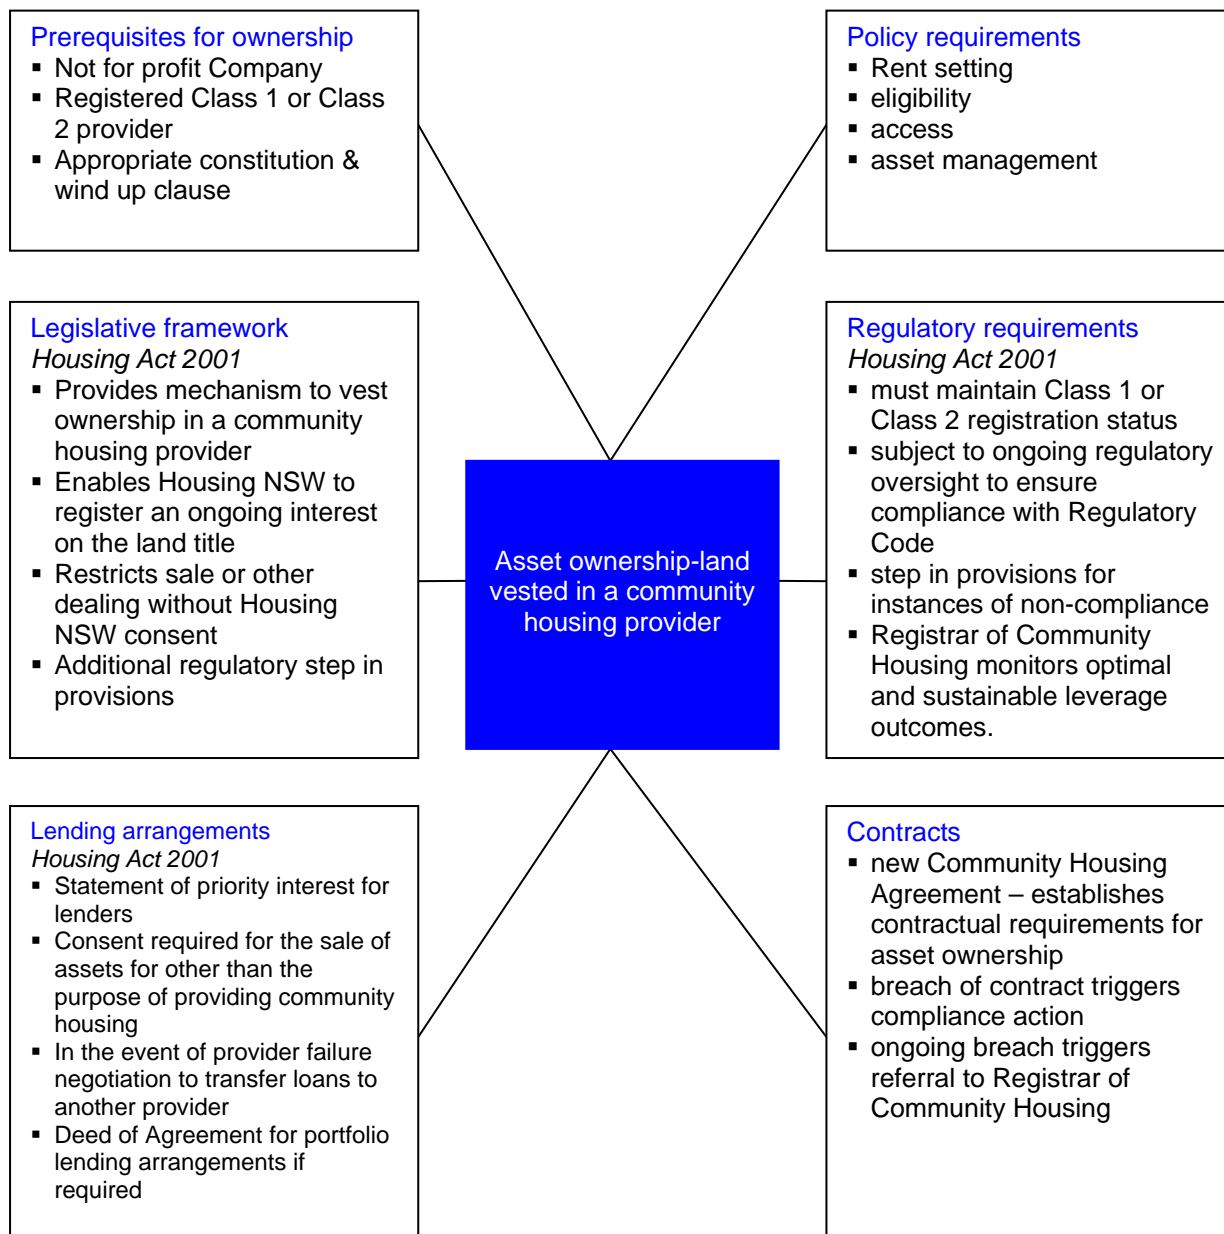 Prerequisites for ownership
▪ Not for profit Company
▪ Registered Class 1 or Class
2 provider
▪ Appropriate constitution &
wind up clause
Policy requirements
▪ Rent setting
▪ eligibility
▪ access
▪ asset management
Legislative framework
Housing Act 2001
▪ Provides mechanism to vest
ownership in a community
housing provider
▪ Enables Housing NSW to
register an ongoing interest
on the land title
▪ Restricts sale or other
dealing without Housing
NSW consent
▪ Additional regulatory step in
provisions
Asset ownership-land
vested in a community
housing provider
Regulatory requirements
Housing Act 2001
▪ must maintain Class 1 or
Class 2 registration status
▪ subject to ongoing regulatory
oversight to ensure
compliance with Regulatory
Code
▪ step in provisions for
instances of non-compliance
▪ Registrar of Community
Housing monitors optimal
and sustainable leverage
outcomes.
Lending arrangements
Housing Act 2001
▪ Statement of priority interest for
lenders
▪ Consent required for the sale of
assets for other than the
purpose of providing community
housing
▪ In the event of provider failure
negotiation to transfer loans to
another provider
▪ Deed of Agreement for portfolio
lending arrangements if
required
Contracts
▪ new Community Housing
Agreement – establishes
contractual requirements for
asset ownership
▪ breach of contract triggers
compliance action
▪ ongoing breach triggers
referral to Registrar of
Community Housing